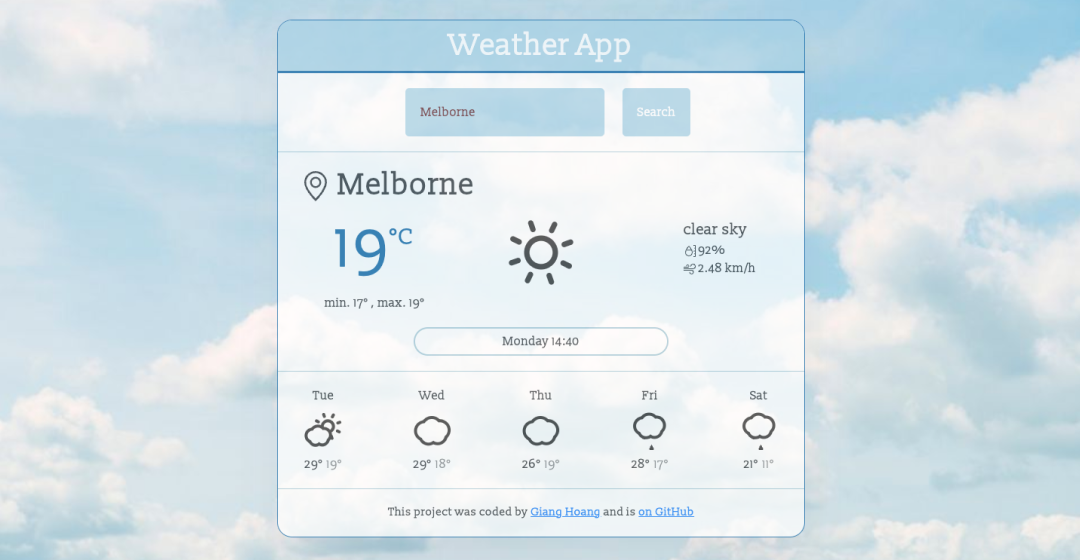 Weather App
Melborne
Search
Melborne
19°C
clear sky
92%
2.48 km/h
min. 17° , max. 19°
Monday 14:40
Tue Wed Thu Fri Sat
29° 19° 29° 18° 26° 19° 28° 17° 21° 11°
This project was coded by Giang Hoang and is on GitHub